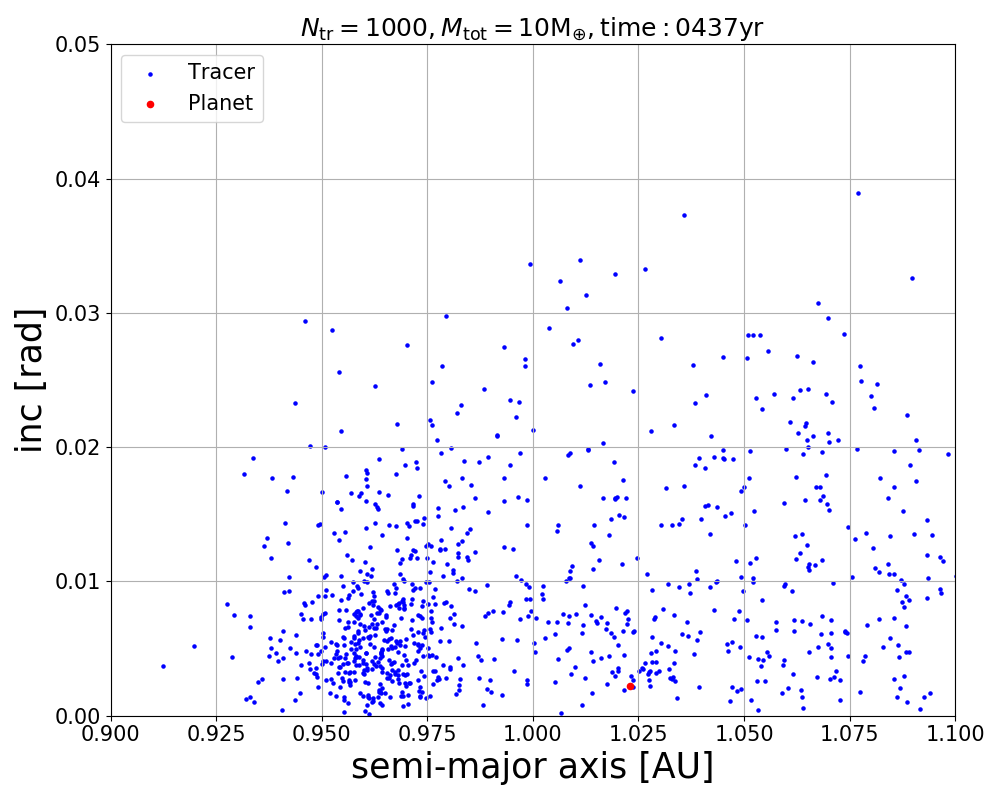 N_tr = 1000, M_tot = 10M_⊕, time : 0437yr
Tracer
Planet
inc [rad]
0.05
0.04
0.03
0.02
0.01
0.00
0.900 0.925 0.950 0.975 1.000 1.025 1.050 1.075 1.100
semi-major axis [AU]